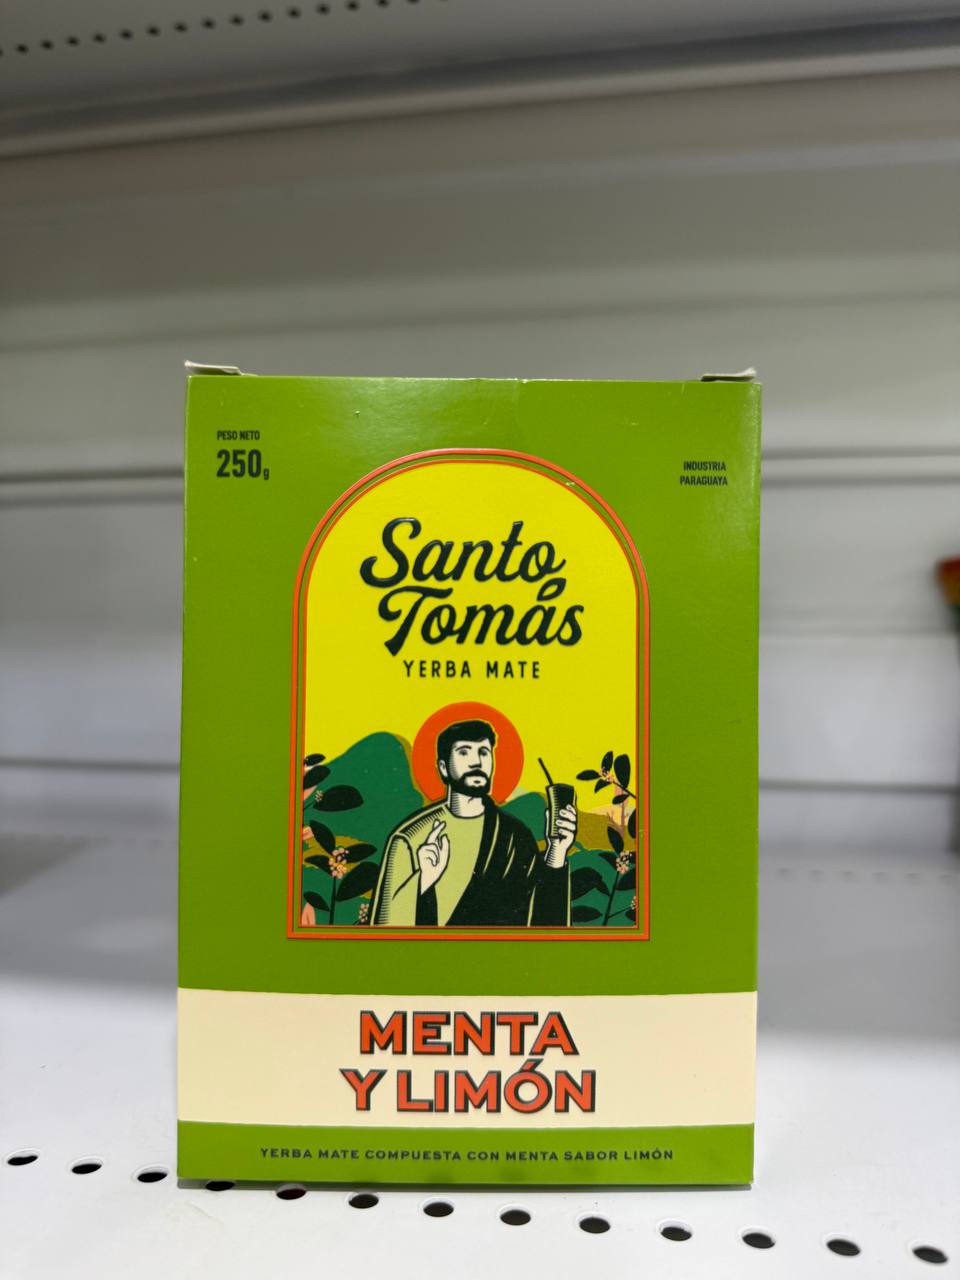 PESO NETO
250g
INDUSTRIA
PARAGUAYA
Santo
Tomás
YERBA MATE
MENTA
Y LIMÓN
YERBA MATE COMPUESTA CON MENTA SABOR LIMÓN